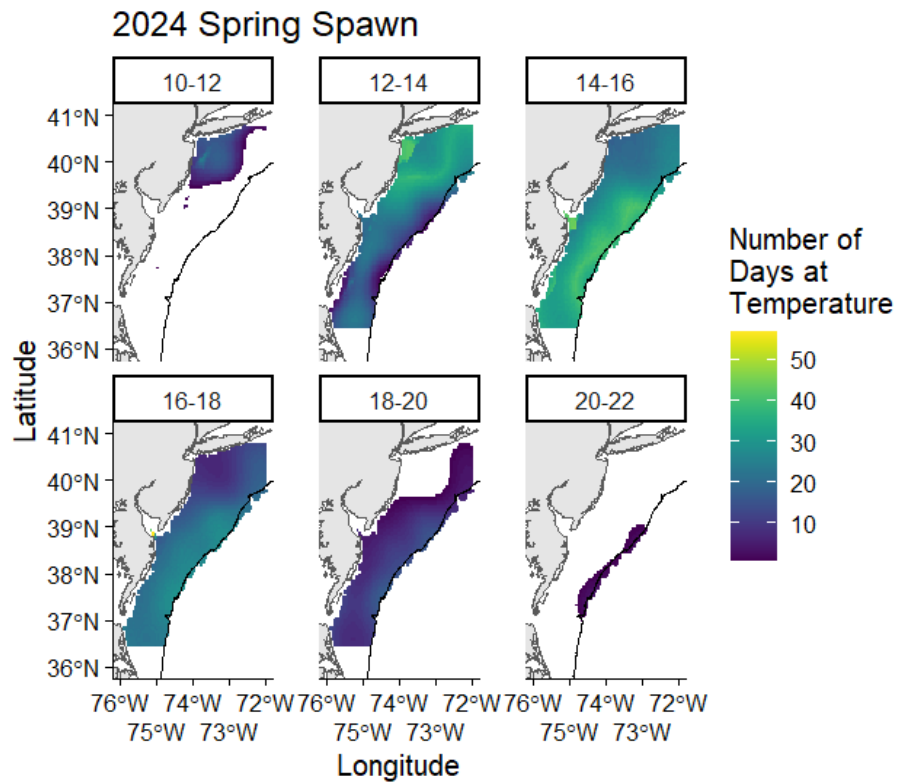 2024 Spring Spawn
10-12
12-14
14-16
41°N
40°N
39°N
38°N
37°N
36°N
16-18
18-20
20-22
41°N
40°N
39°N
38°N
37°N
36°N
76°W
74°W
72°W
75°W
73°W
76°W
74°W
72°W
75°W
73°W
76°W
74°W
72°W
75°W
73°W
Latitude
Longitude
Number of
Days at
Temperature
50
40
30
20
10